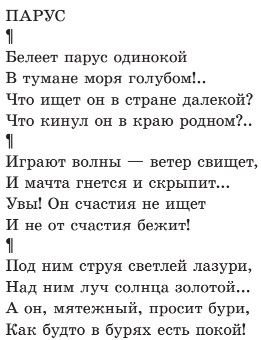 ПАРУС
¶
Белеет парус одинокой
В тумане моря голубом!..
Что ищет он в стране далекой?
Что кинул он в краю родном?..
¶
Играют волны — ветер свищет,
И мачта гнется и скрыпит...
Увы! Он счастия не ищет
И не от счастия бежит!
¶
Под ним струя светлей лазури,
Над ним луч солнца золотой...
А он, мятежный, просит бури,
Как будто в бурях есть покой!